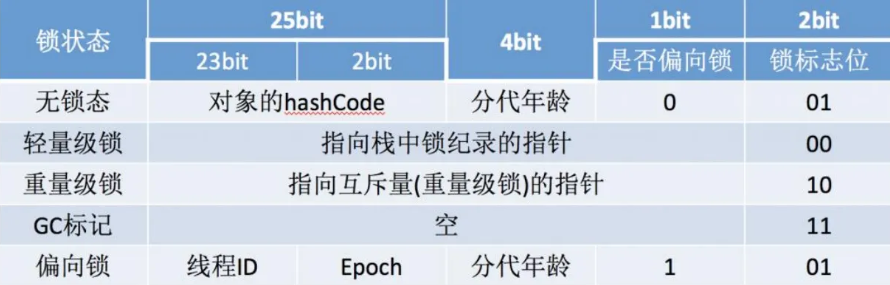 锁状态 25bit 4bit 1bit 2bit
23bit 2bit 是否偏向锁 锁标志位
无锁态 对象的hashCode 分代年龄 0 01
轻量级锁 指向栈中锁纪录的指针 00
重量级锁 指向互斥量(重量级锁)的指针 10
GC标记 空 11
偏向锁 线程ID Epoch 分代年龄 1 01